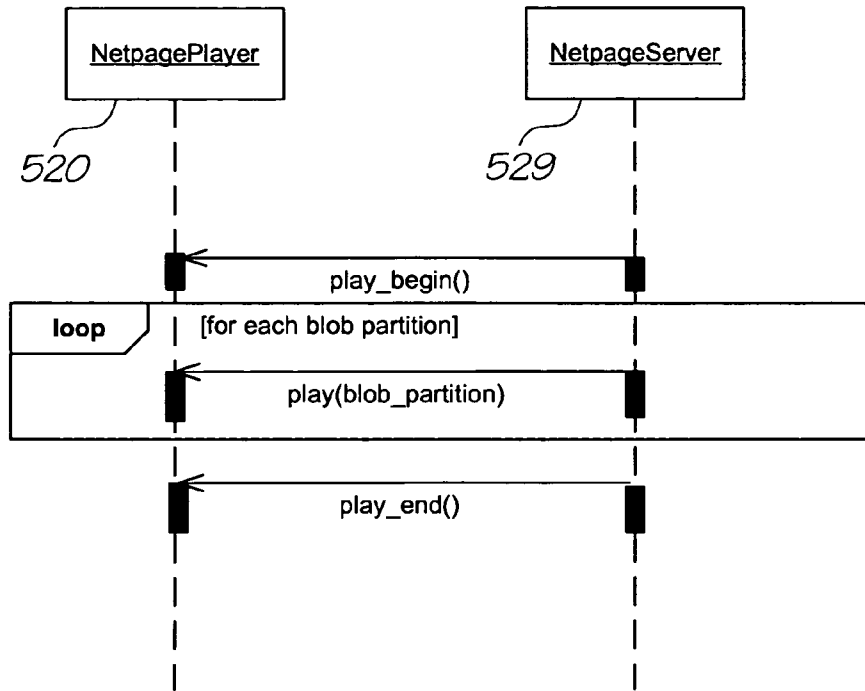 NetpagePlayer
NetpageServer
520
529
play_begin()
loop
[for each blob partition]
play(blob_partition)
play_end()